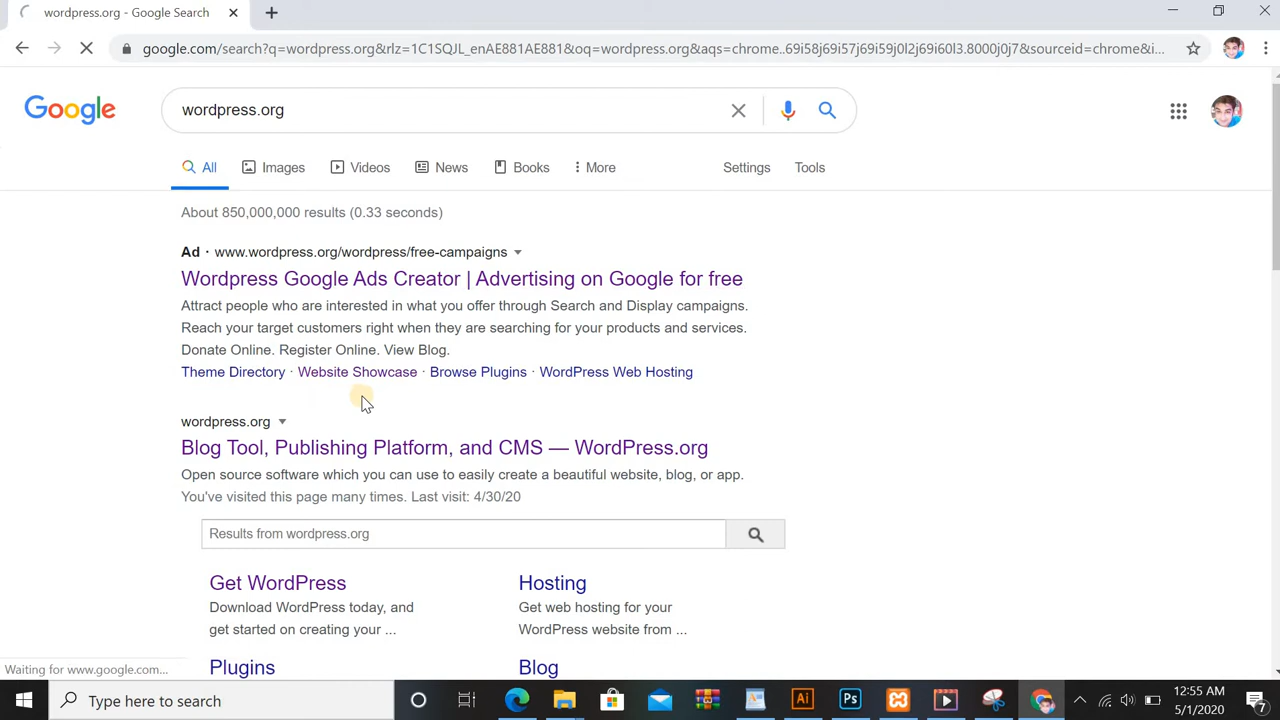 wordpress.org - Google Search
google.com/search?q=wordpress.org&rlz=1C1SQJL_enAE881AE881&oq=wordpress.org&aqs=chrome..69i58j69i57j69i59j0l2j69i60l3.8000j0j7&sourceid=chrome&i...
Google
wordpress.org
All Images Videos News Books More Settings Tools
About 850,000,000 results (0.33 seconds)
Ad · www.wordpress.org/wordpress/free-campaigns
Wordpress Google Ads Creator | Advertising on Google for free
Attract people who are interested in what you offer through Search and Display campaigns.
Reach your target customers right when they are searching for your products and services.
Donate Online. Register Online. View Blog.
Theme Directory · Website Showcase · Browse Plugins · WordPress Web Hosting
wordpress.org
Blog Tool, Publishing Platform, and CMS — WordPress.org
Open source software which you can use to easily create a beautiful website, blog, or app.
You've visited this page many times. Last visit: 4/30/20
Results from wordpress.org
Get WordPress
Download WordPress today, and
get started on creating your ...
Hosting
Get web hosting for your
WordPress website from ...
Plugins
Blog
Waiting for www.google.com...
Type here to search
Ai
Ps
12:55 AM
5/1/2020
7